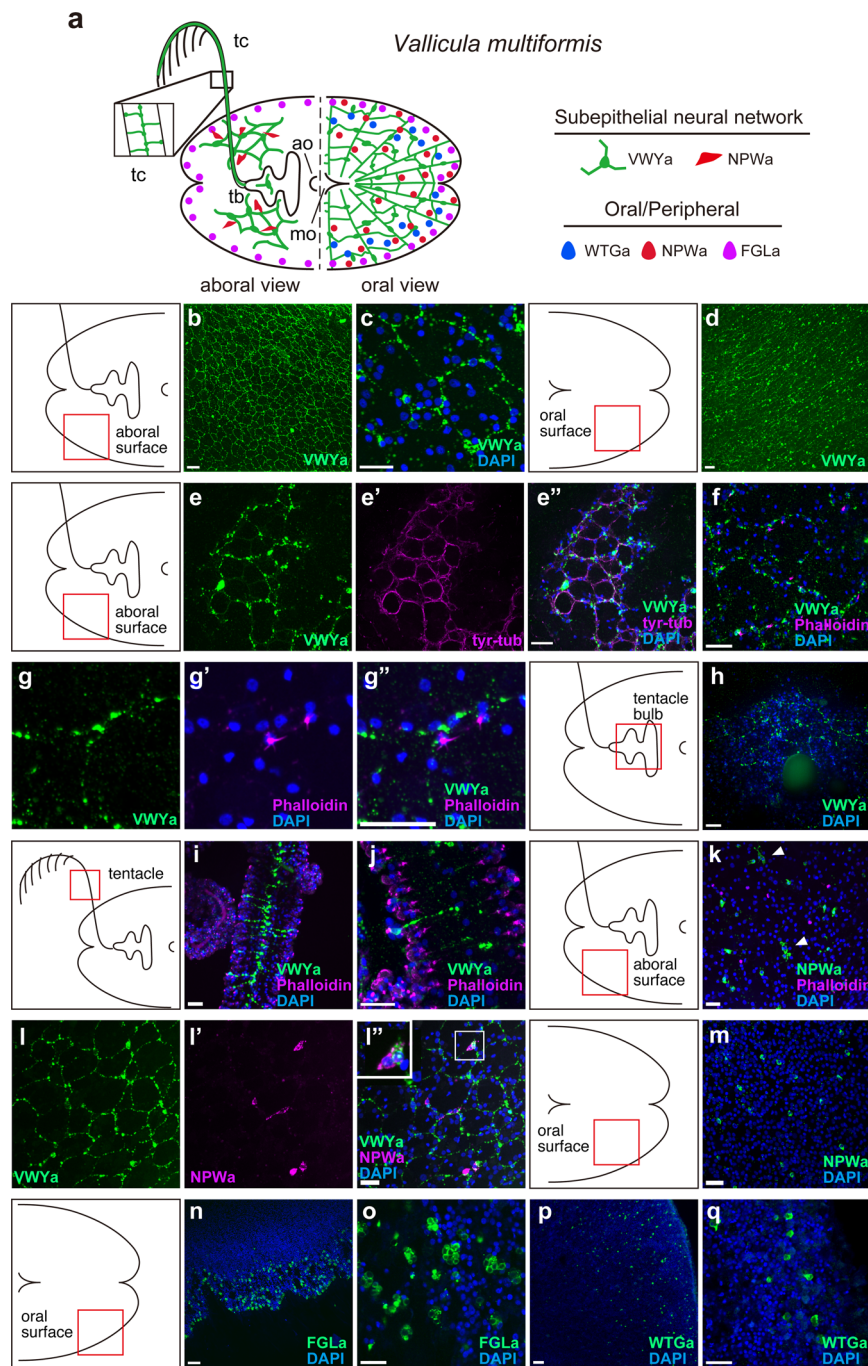 a
tc
Vallicula multiformis
Subepithelial neural network
VWYa
NPWa
tc
ao
tb
mo
Oral/Peripheral
WTGa
NPWa
FGLa
aboral view
oral view
aboral
surface
b
VWYa
c
VWYa
DAPI
oral
surface
d
VWYa
aboral
surface
e
VWYa
e’
tyr-tub
e”
VWYa
tyr-tub
DAPI
f
VWYa
Phalloidin
DAPI
g
VWYa
g’
Phalloidin
DAPI
g”
VWYa
Phalloidin
DAPI
tentacle
bulb
h
VWYa
DAPI
tentacle
i
VWYa
Phalloidin
DAPI
j
VWYa
Phalloidin
DAPI
aboral
surface
k
NPWa
Phalloidin
DAPI
l
VWYa
l’
NPWa
l”
VWYa
NPWa
DAPI
oral
surface
m
NPWa
DAPI
oral
surface
n
FGLa
DAPI
o
FGLa
DAPI
p
WTGa
DAPI
q
WTGa
DAPI